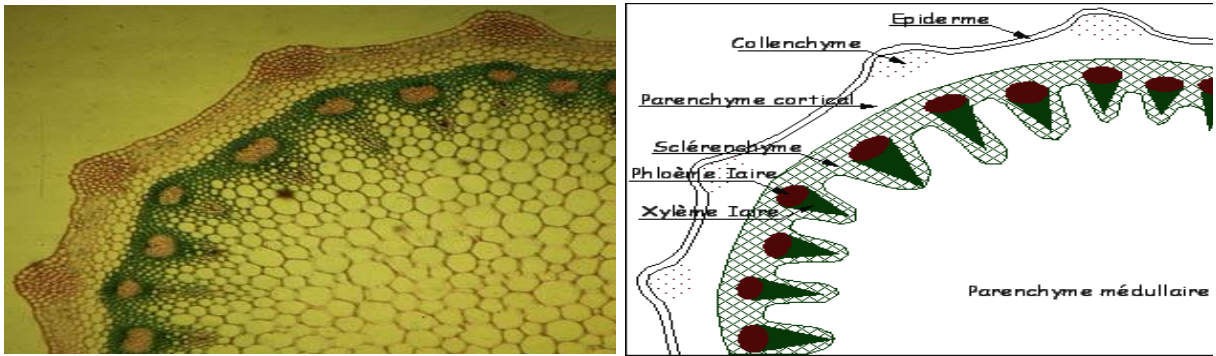 Epiderme
Collenchyme
Parenchyme cortical
Sclérenchyme
Phloème Iaire
Xylème Iaire
Parenchyme médullaire